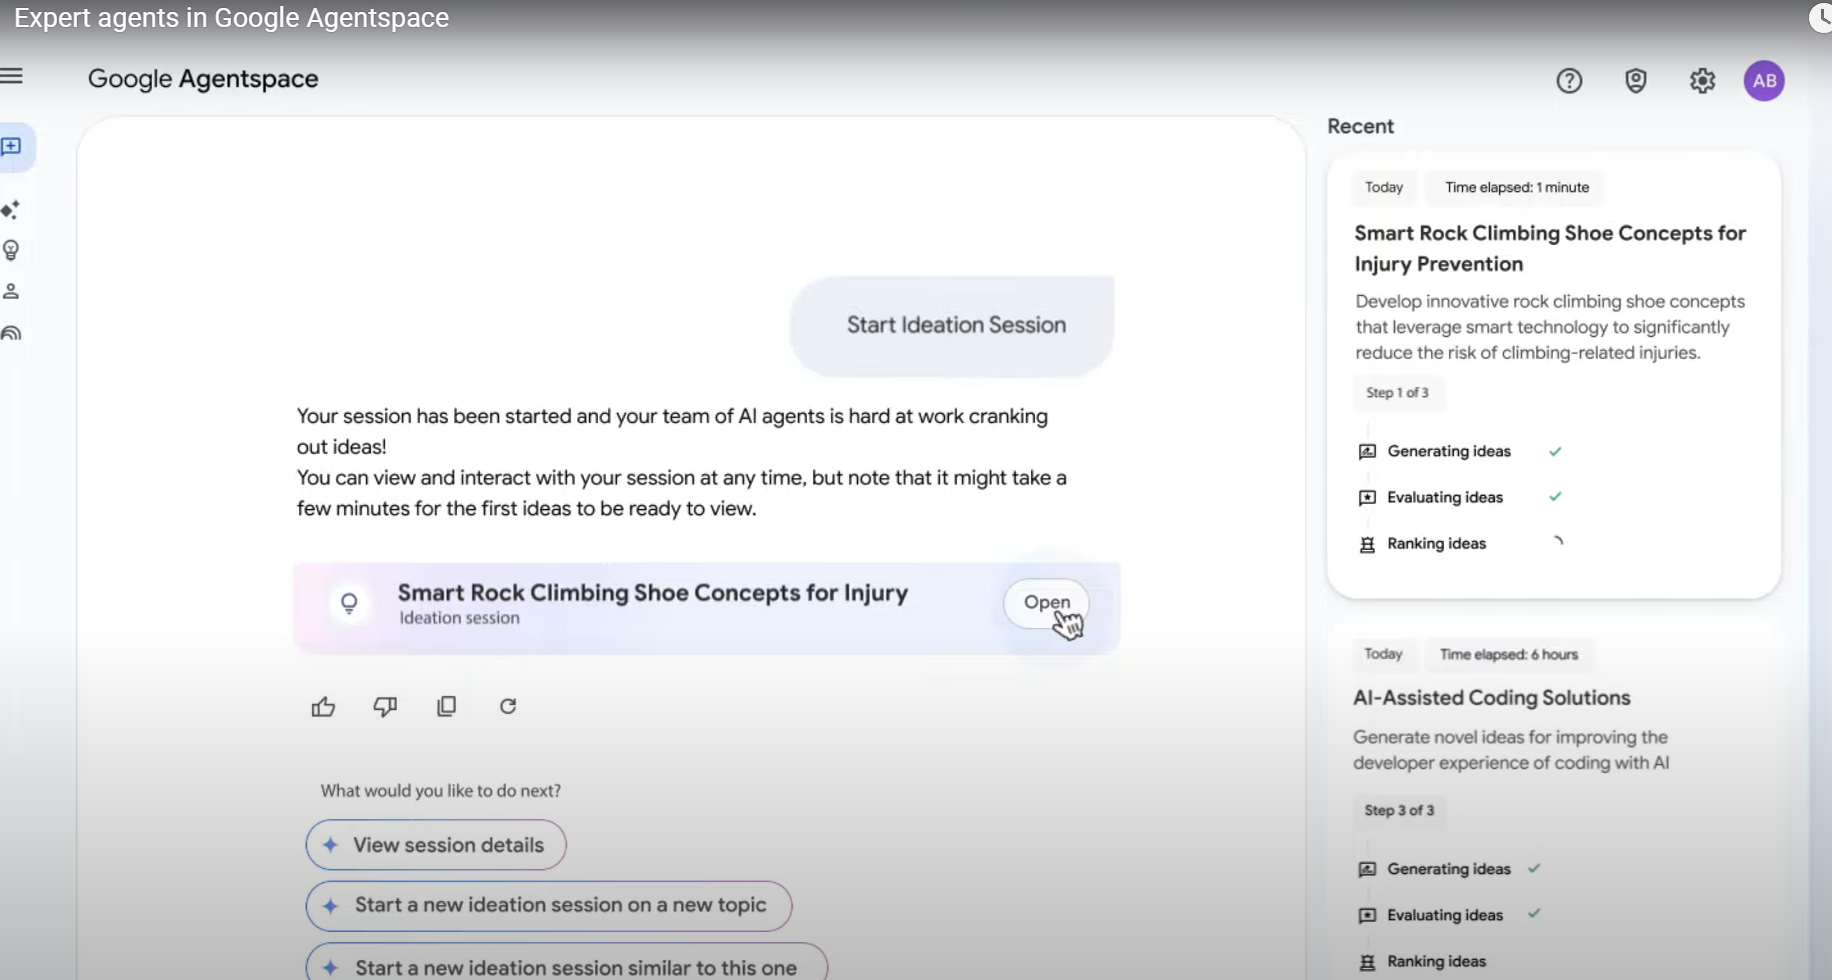 Expert agents in Google Agentspace
Google Agentspace
AB
Start Ideation Session
Your session has been started and your team of AI agents is hard at work cranking
out ideas!
You can view and interact with your session at any time, but note that it might take a
few minutes for the first ideas to be ready to view.
Smart Rock Climbing Shoe Concepts for Injury
Ideation session
Open
What would you like to do next?
View session details
Start a new ideation session on a new topic
Start a new ideation session similar to this one
Recent
Today Time elapsed: 1 minute
Smart Rock Climbing Shoe Concepts for
Injury Prevention
Develop innovative rock climbing shoe concepts
that leverage smart technology to significantly
reduce the risk of climbing-related injuries.
Step 1 of 3
Generating ideas
Evaluating ideas
Ranking ideas
Today Time elapsed: 6 hours
AI-Assisted Coding Solutions
Generate novel ideas for improving the
developer experience of coding with AI
Step 3 of 3
Generating ideas
Evaluating ideas
Ranking ideas